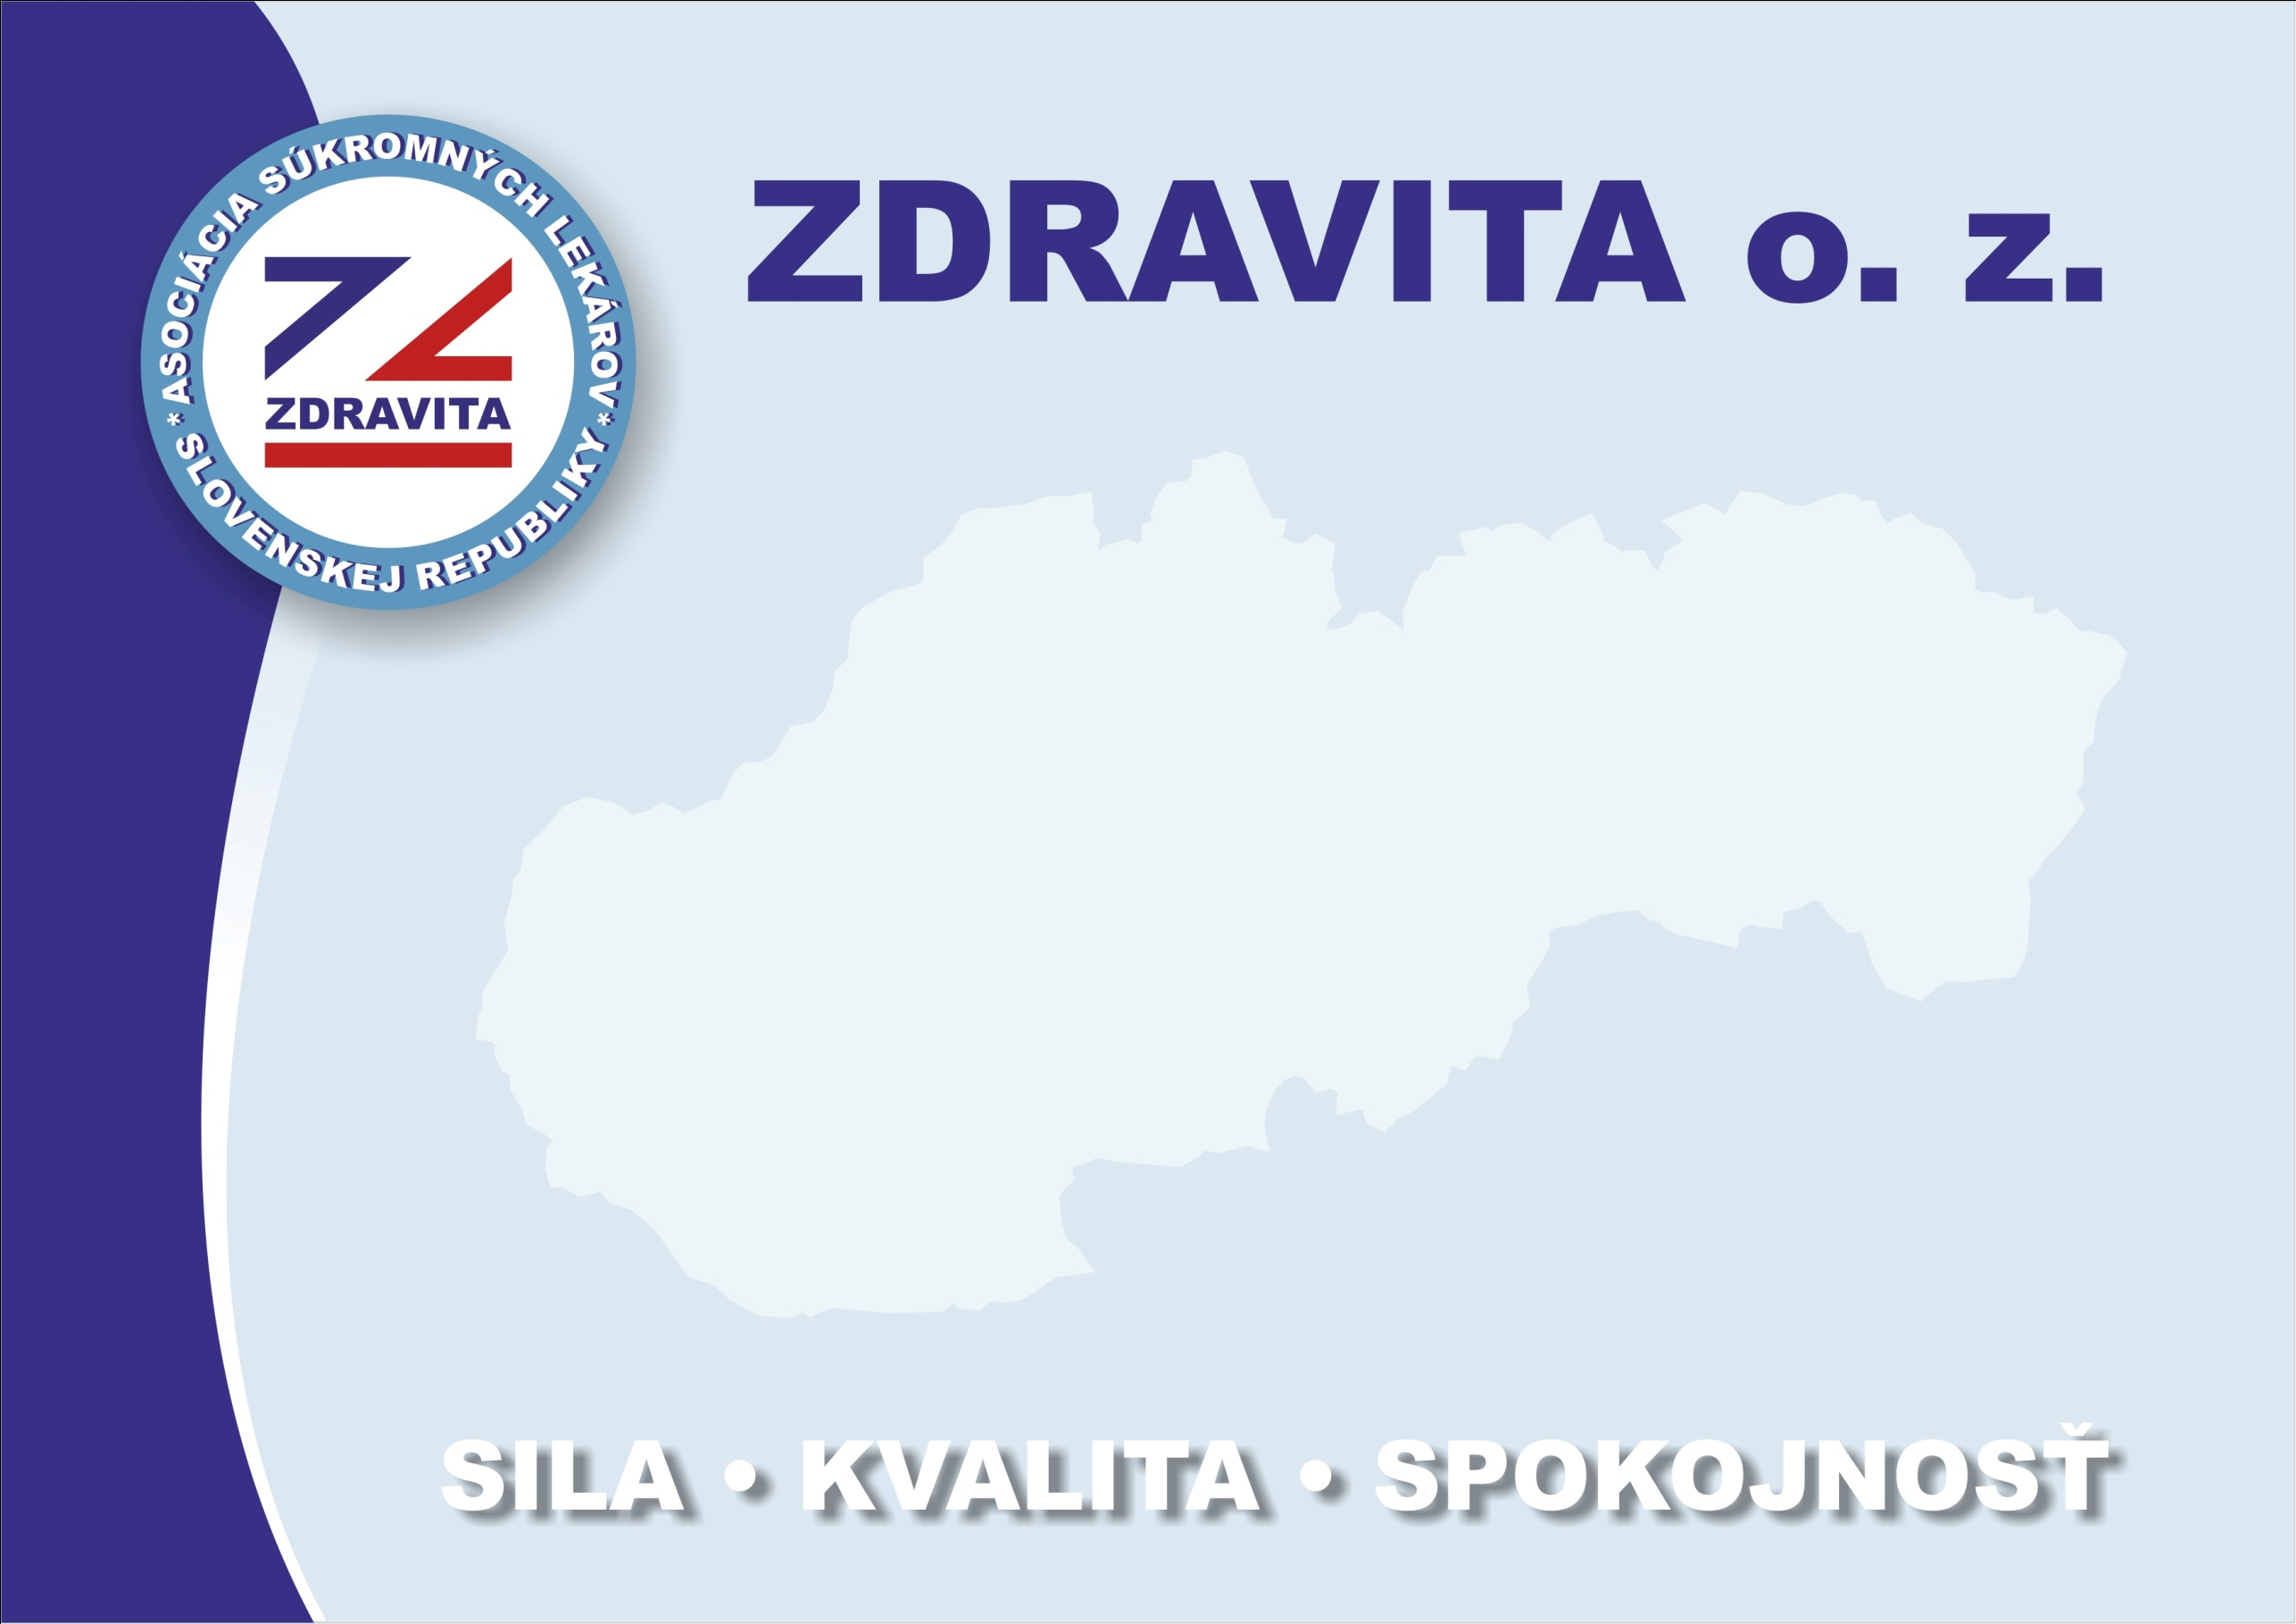 ZDRAVITA o. z.
* ASOCIÁCIA SÚKROMNÝCH LEKÁROV *
SLOVENSKEJ REPUBLIKY
ZDRAVITA
SILA • KVALITA • SPOKOJNOSŤ